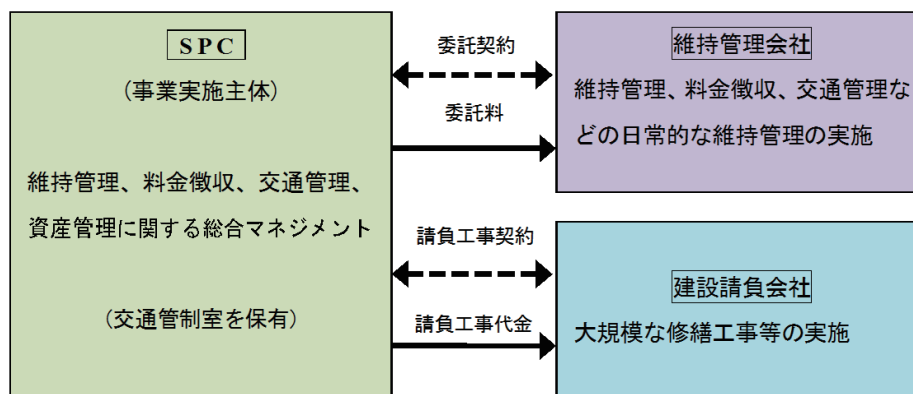 SPC
(事業実施主体)
維持管理、料金徴収、交通管理、
資産管理に関する総合マネジメント
(交通管制室を保有)
委託契約
委託料
請負工事契約
請負工事代金
維持管理会社
維持管理、料金徴収、交通管理な
どの日常的な維持管理の実施
建設請負会社
大規模な修繕工事等の実施